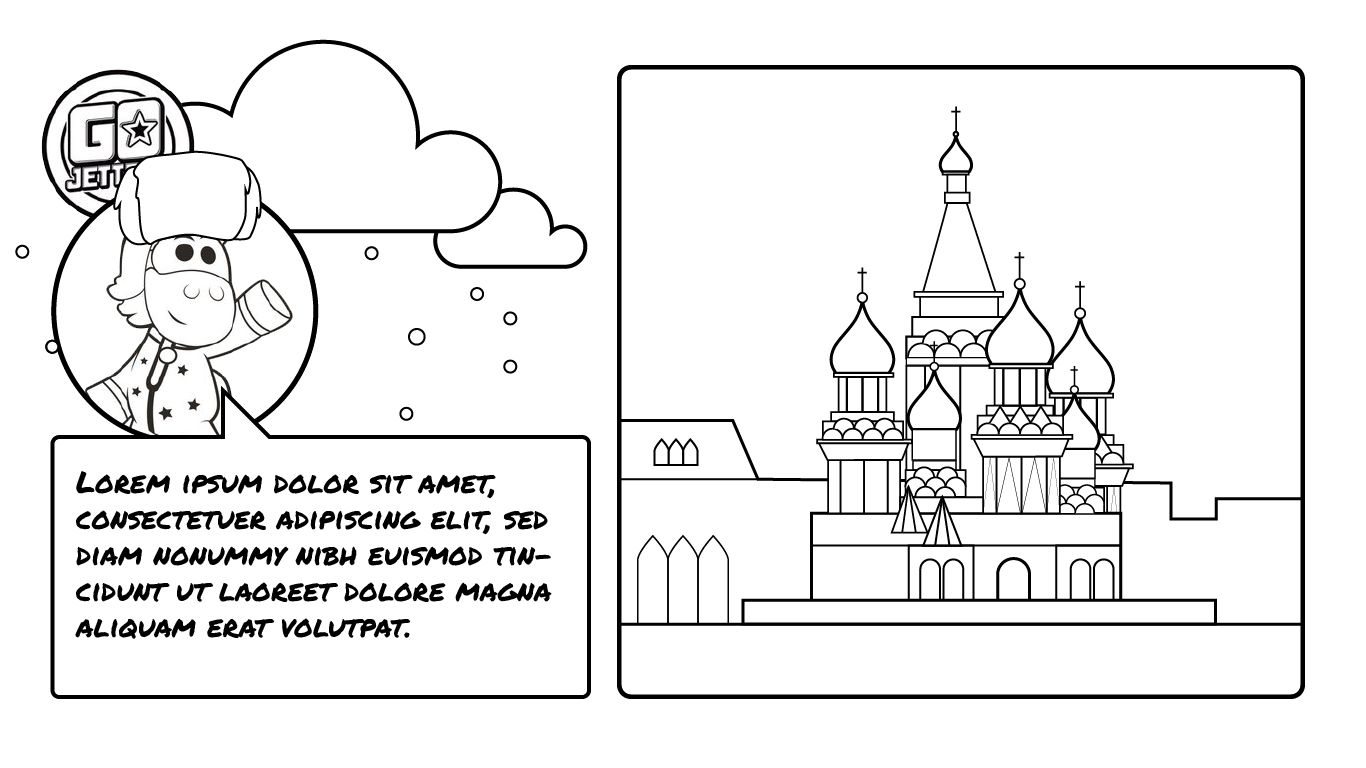 GO
JETT
Lorem ipsum dolor sit amet,
consectetuer adipiscing elit, sed
diam nonummy nibh euismod tin-
cidunt ut laoreet dolore magna
aliquam erat volutpat.